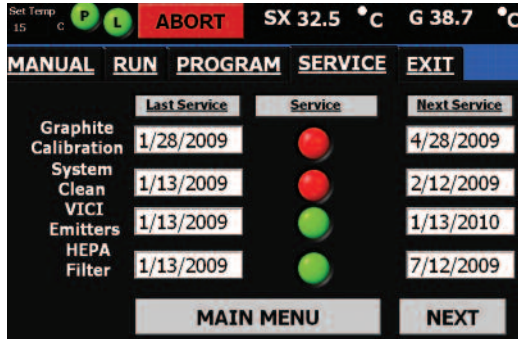 Set Temp
15 C P L ABORT SX 32.5 °C G 38.7 °C
MANUAL RUN PROGRAM SERVICE EXIT
Last Service Service Next Service
Graphite
Calibration 1/28/2009 4/28/2009
System
Clean 1/13/2009 2/12/2009
VICI
Emitters 1/13/2009 1/13/2010
HEPA
Filter 1/13/2009 7/12/2009
MAIN MENU NEXT